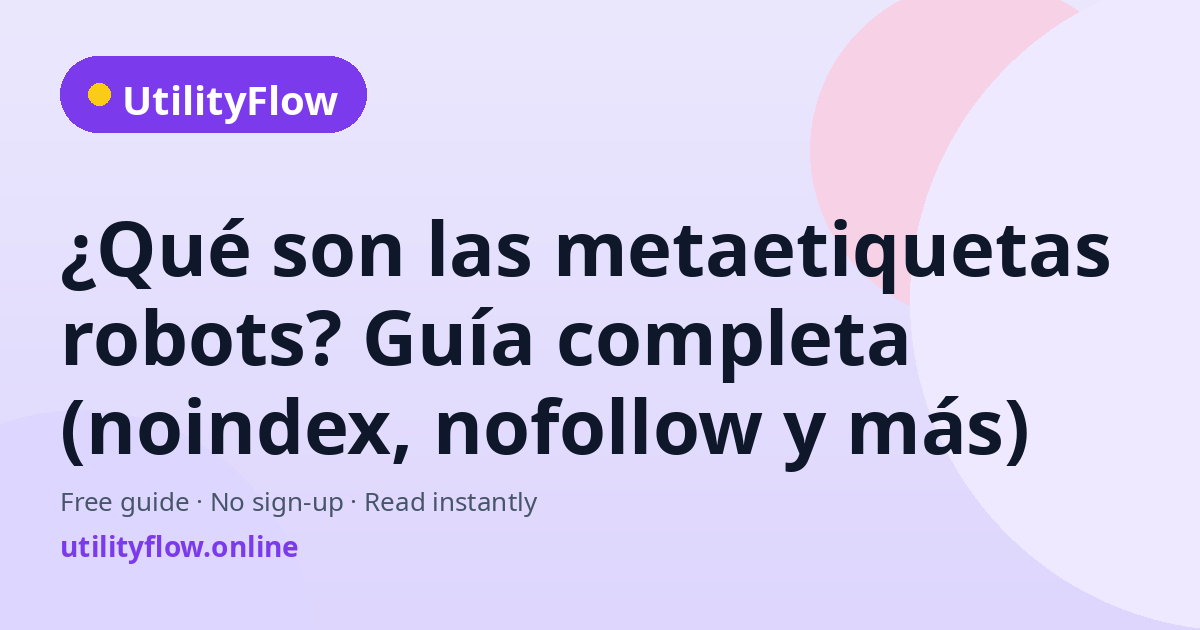 UtilityFlow
¿Qué son las metaetiquetas
robots? Guía completa
(noindex, nofollow y más)
Free guide · No sign-up · Read instantly
utilityflow.online